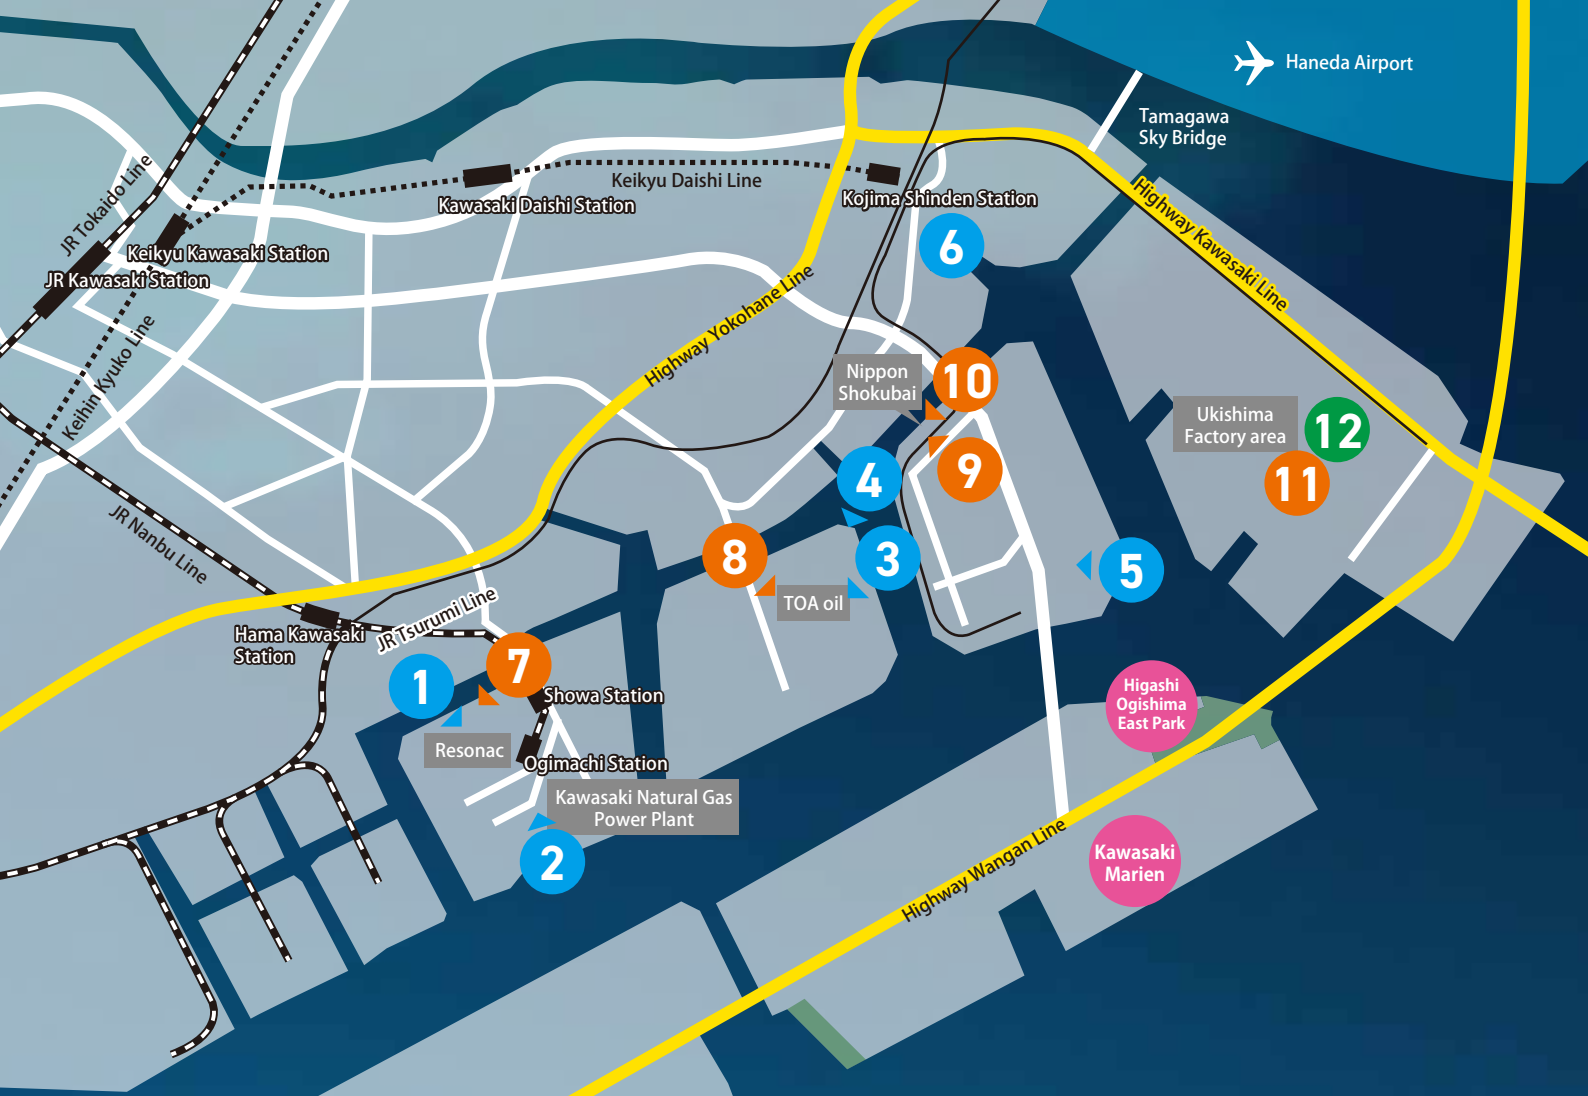 Haneda Airport
Tamagawa
Sky Bridge
JR Tokaido Line
Keikyu Daishi Line
Kawasaki Daishi Station
Kojima Shinden Station
Highway Kawasaki Line
Keikyu Kawasaki Station
JR Kawasaki Station
6
Highway Yokohane Line
Keihin Kyuko Line
Nippon
Shokubai
10
Ukishima
Factory area
12
11
4
9
JR Nanbu Line
8
3
5
TOA oil
JR Tsurumi Line
Hama Kawasaki
Station
7
1
Showa Station
Higashi
Ogishima
East Park
Resonac
Ogimachi Station
Kawasaki Natural Gas
Power Plant
2
Highway Wangan Line
Kawasaki
Marien